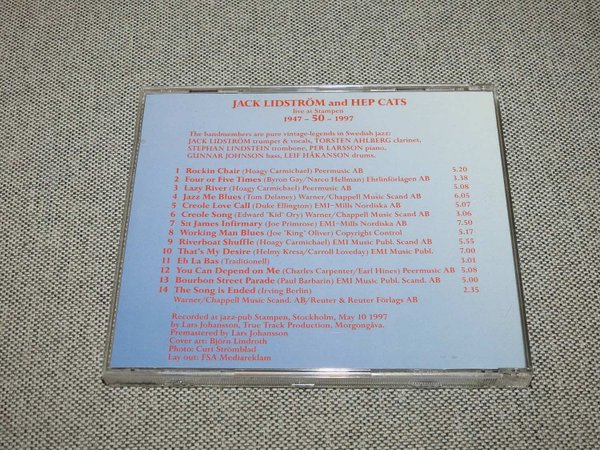 JACK LIDSTRÖM and HEP CATS
live at Stampen
1947 - 50 - 1997
The bandmembers are pure vintage-legends in Swedish jazz:
JACK LIDSTRÖM trumpet & vocals, TORSTEN AHLBERG clarinet,
STEPHAN LINDSTEIN trombone, PER LARSSON piano,
GUNNAR JOHNSON bass, LEIF HÅKANSON drums.
1 Rockin Chair (Hoagy Carmichael) Peermusic AB 5.20
2 Four or Five Times (Byron Gay/Narco Hellman) Ehrlinförlagen AB 3.38
3 Lazy River (Hoagy Carmichael) Peermusic AB 5.08
4 Jazz Me Blues (Tom Delaney) Warner/Chappell Music Scand AB 6.05
5 Creole Love Call (Duke Ellington) EMI-Mills Nordiska AB 5.07
6 Creole Song (Edward 'Kid' Ory) Warner/Chappell Music Scand AB 3.06
7 Sit James Infirmary (Joe Primrose) EMI-Mills Nordiska AB 7.50
8 Working Man Blues (Joe 'King' Oliver) Copyright Control 5.17
9 Riverboat Shuffle (Hoagy Carmichael) EMI Music Publ. Scand AB 5.55
10 That's My Desire (Helmy Kresa/Carroll Loveday) EMI Music Publ. 7.00
11 Eh La Bas (Traditionell) 3.01
12 You Can Depend on Me (Charles Carpenter/Earl Hines) Peermusic AB 5.08
13 Bourbon Street Parade (Paul Barbarin) EMI Music Publ. Scand. AB 5.00
14 The Song is Ended (Irving Berlin) 2.35
Warner/Chappell Music Scand. AB/Reuter & Reuter Förlags AB
Recorded at jazz-pub Stampen, Stockholm, May 10 1997
by Lars Johansson, True Track Production, Morgongåva.
Premastered by Lars Johansson
Cover art: Björn Lindroth
Photo: Curt Strömblad
Lay out: FSA Mediareklam